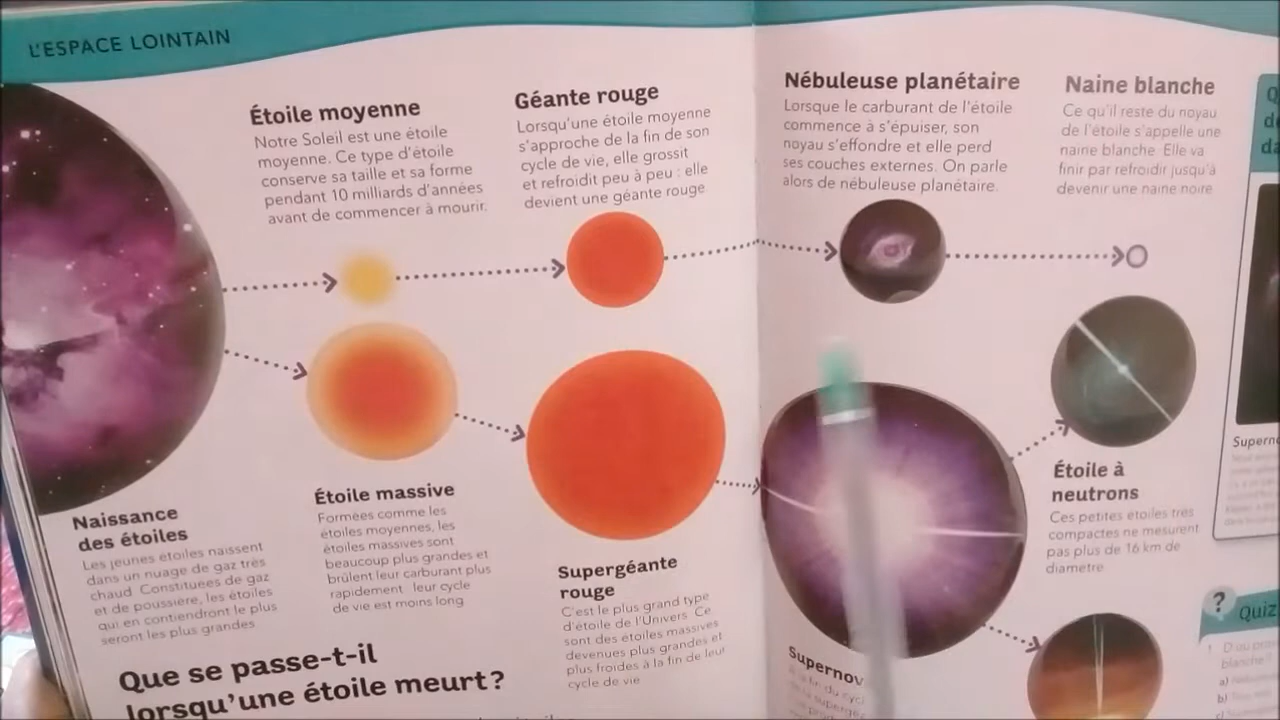 L'ESPACE LOINTAIN
Étoile moyenne
Notre Soleil est une étoile
moyenne. Ce type d'étoile
conserve sa taille et sa forme
pendant 10 milliards d'années
avant de commencer à mourir.
Géante rouge
Lorsqu'une étoile moyenne
s'approche de la fin de son
cycle de vie, elle grossit
et refroidit peu à peu : elle
devient une géante rouge.
Nébuleuse planétaire
Lorsque le carburant de l'étoile
commence à s'épuiser, son
noyau s'effondre et elle perd
ses couches externes. On parle
alors de nébuleuse planétaire.
Naine blanche
Ce qu'il reste du noyau
de l'étoile s'appelle une
naine blanche. Elle va
finir par refroidir jusqu'à
devenir une naine noire.
Naissance
des étoiles
Les jeunes étoiles naissent
dans un nuage de gaz très
chaud. Constituées de gaz
et de poussière, les étoiles
qui en contiendront le plus
seront les plus grandes.
Étoile massive
Formées comme les
étoiles moyennes, les
étoiles massives sont
beaucoup plus grandes et
brûlent leur carburant plus
rapidement : leur cycle
de vie est moins long.
Supergéante
rouge
C'est le plus grand type
d'étoile de l'Univers. Ce
sont des étoiles massives
devenues plus grandes et
plus froides à la fin de leur
cycle de vie.
Étoile à
neutrons
Ces petites étoiles très
compactes ne mesurent
pas plus de 16 km de
diamètre.
Supernov
Que se passe-t-il
lorsqu'une étoile meurt?
Supern
? Quiz
a)
b)